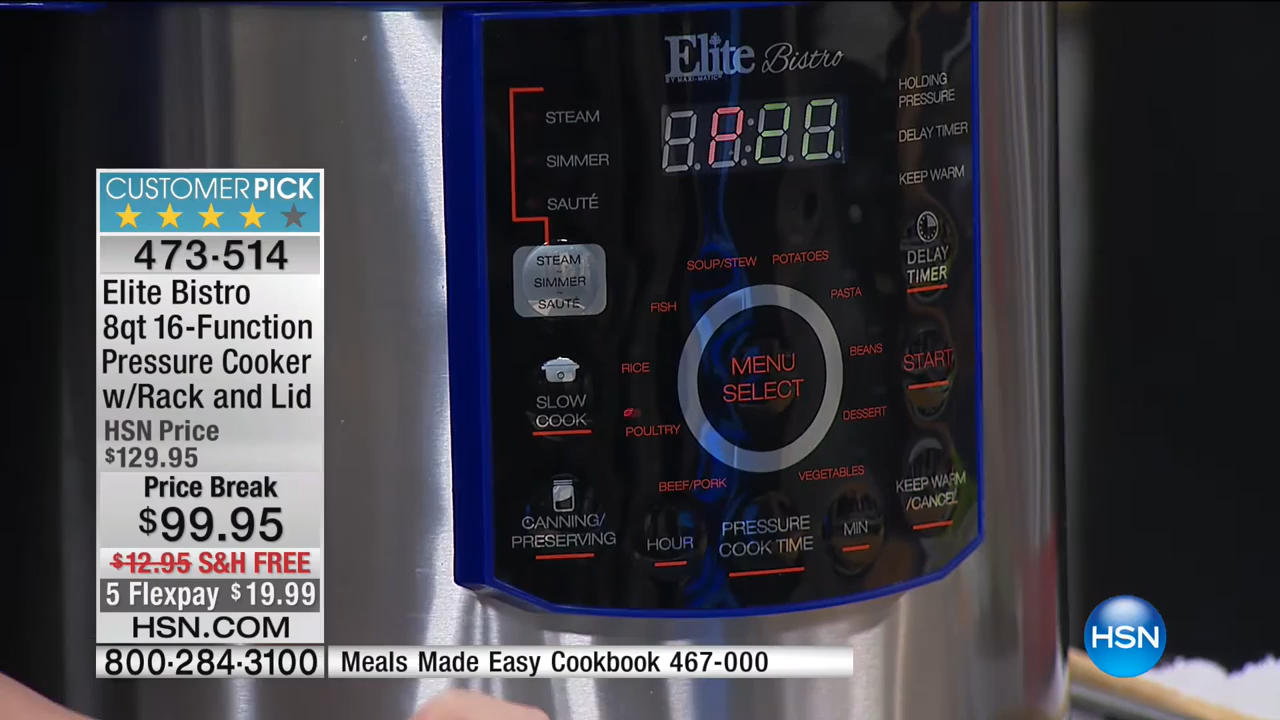 CUSTOMER PICK
473-514
Elite Bistro
8qt 16-Function
Pressure Cooker
w/Rack and Lid
HSN Price
$129.95
Price Break
$99.95
$12.95 S&H FREE
5 Flexpay $19.99
HSN.COM
800-284-3100
Meals Made Easy Cookbook 467-000
HSN
Elite Bistro
BY MAXI-MATIC
STEAM
SIMMER
SAUTÉ
STEAM
~
SIMMER
~
SAUTÉ
SLOW
COOK
CANNING/
PRESERVING
HOLDING
PRESSURE
DELAY TIMER
KEEP WARM
DELAY
TIMER
START
KEEP WARM
/CANCEL
SOUP/STEW
POTATOES
FISH
PASTA
RICE
BEANS
POULTRY
DESSERT
BEEF/PORK
VEGETABLES
MENU
SELECT
HOUR
PRESSURE
COOK TIME
MIN